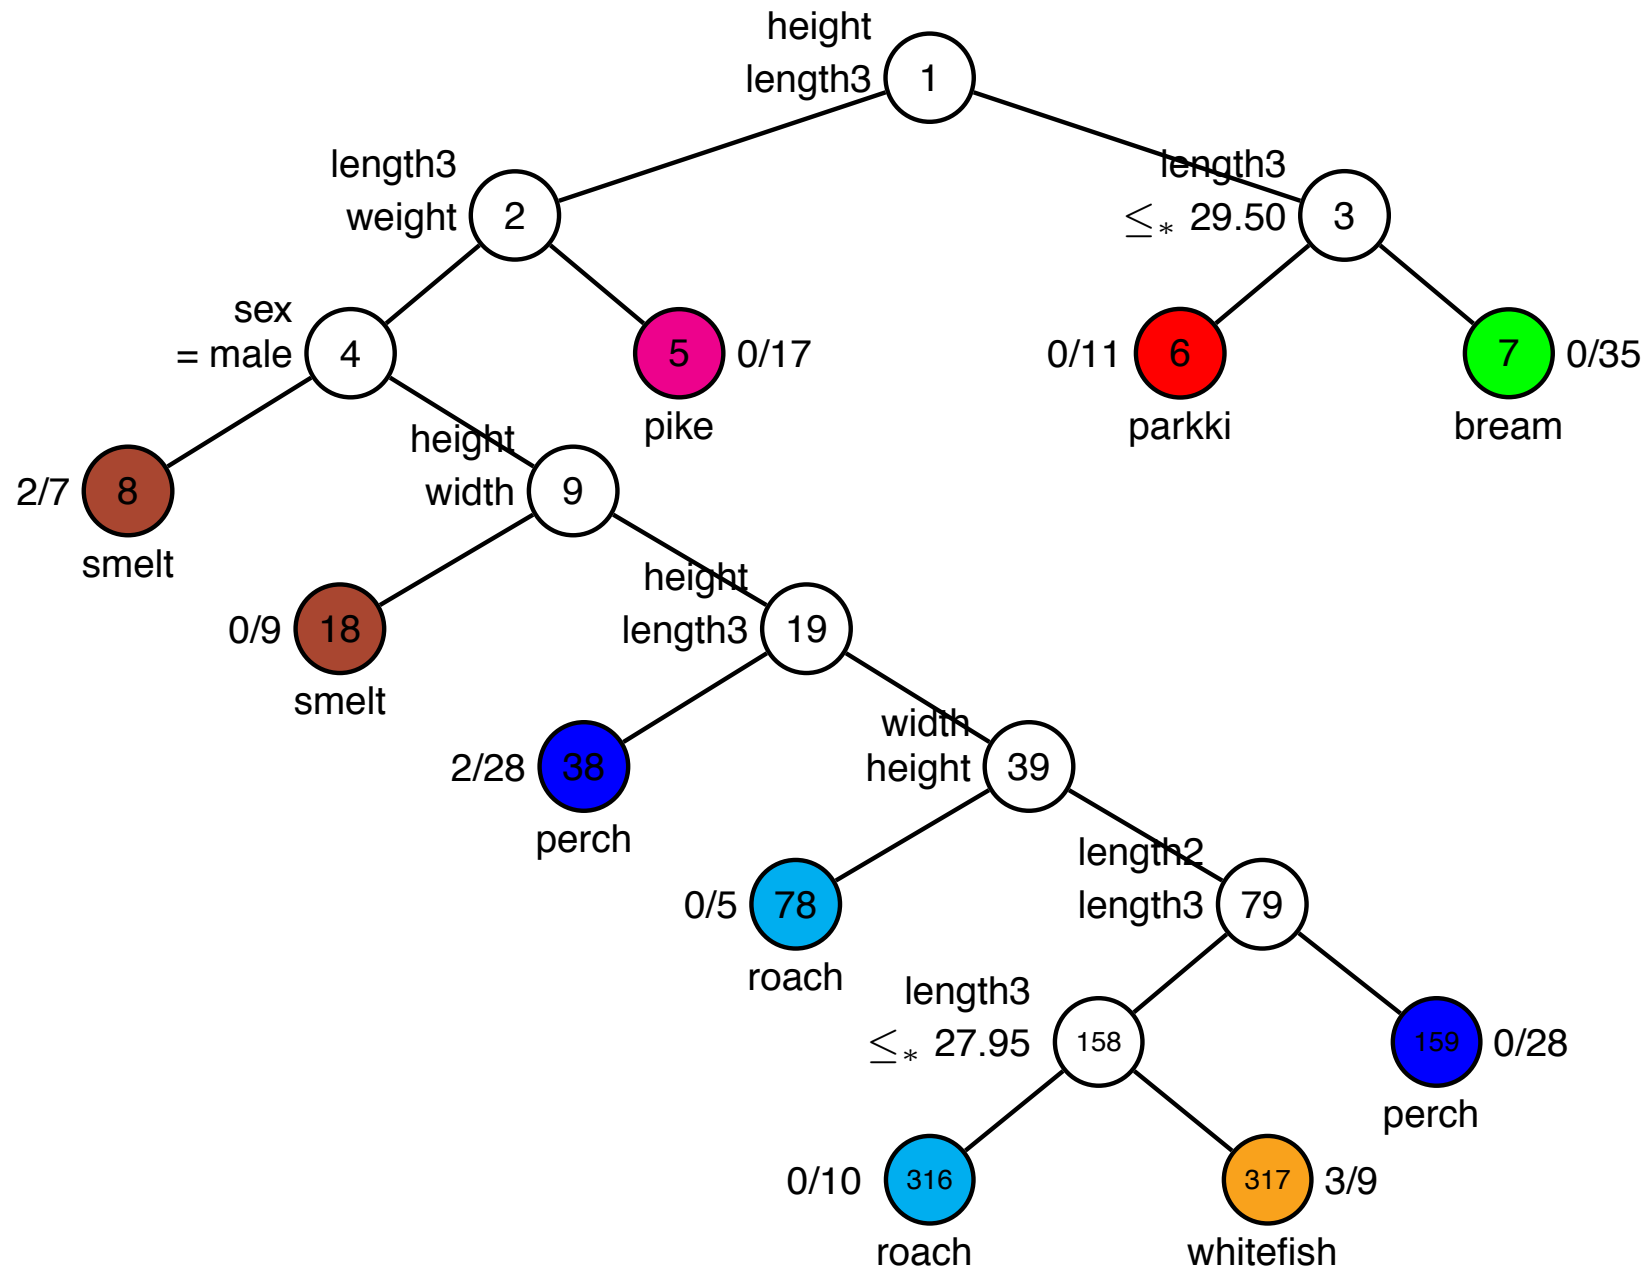 height
length3
1
length3
weight
2
length3
≤* 29.50
3
sex
= male
4
5
0/17
pike
0/11
6
parkki
7
0/35
bream
2/7
8
smelt
height
width
9
0/9
18
smelt
height
length3
19
2/28
38
perch
width
height
39
0/5
78
roach
length2
length3
79
length3
≤* 27.95
158
159
0/28
perch
0/10
316
roach
317
3/9
whitefish